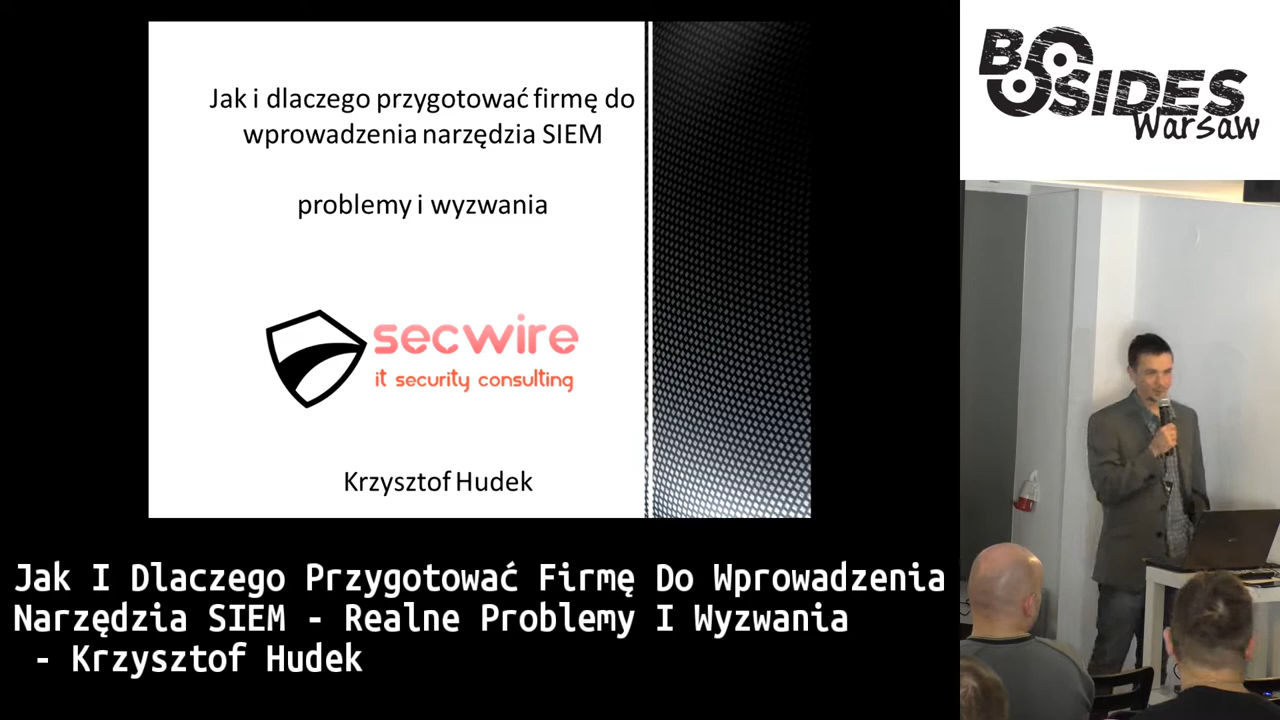 Jak i dlaczego przygotować firmę do
wprowadzenia narzędzia SIEM
problemy i wyzwania
secwire
it security consulting
Krzysztof Hudek
BSIDES
Warsaw
Jak I Dlaczego Przygotować Firmę Do Wprowadzenia
Narzędzia SIEM - Realne Problemy I Wyzwania
- Krzysztof Hudek